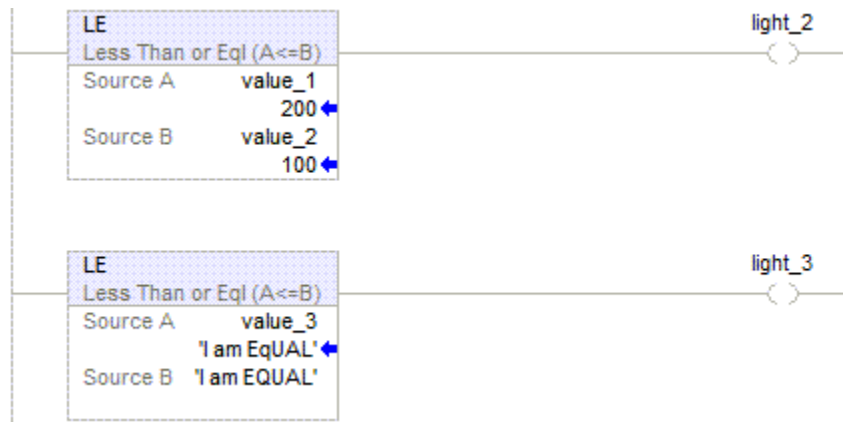 LE
light_2
Less Than or Eql (A<=B)
Source A value_1
200
Source B value_2
100
LE
light_3
Less Than or Eql (A<=B)
Source A value_3
'I am EqUAL'
Source B 'I am EQUAL'